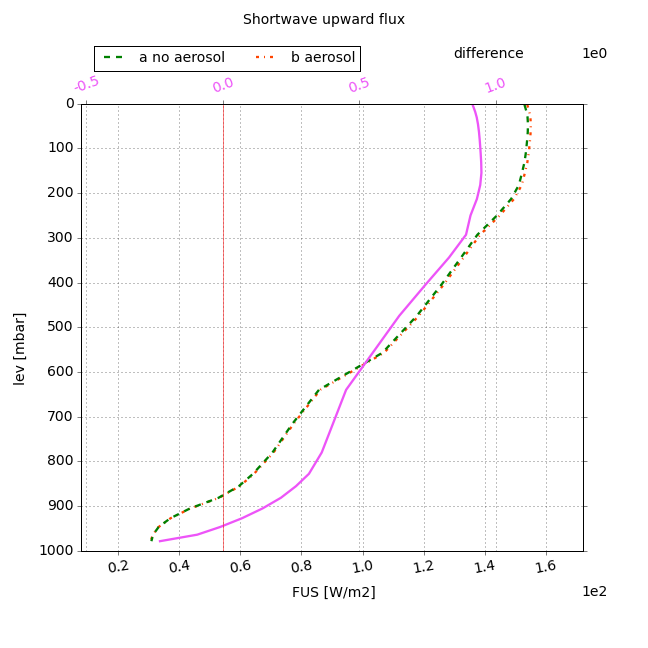 Shortwave upward flux
a no aerosol b aerosol
difference 1e0
-0.5 0.0 0.5 1.0
0
100
200
300
400
500
600
700
800
900
1000
lev [mbar]
0.2 0.4 0.6 0.8 1.0 1.2 1.4 1.6
FUS [W/m2] 1e2